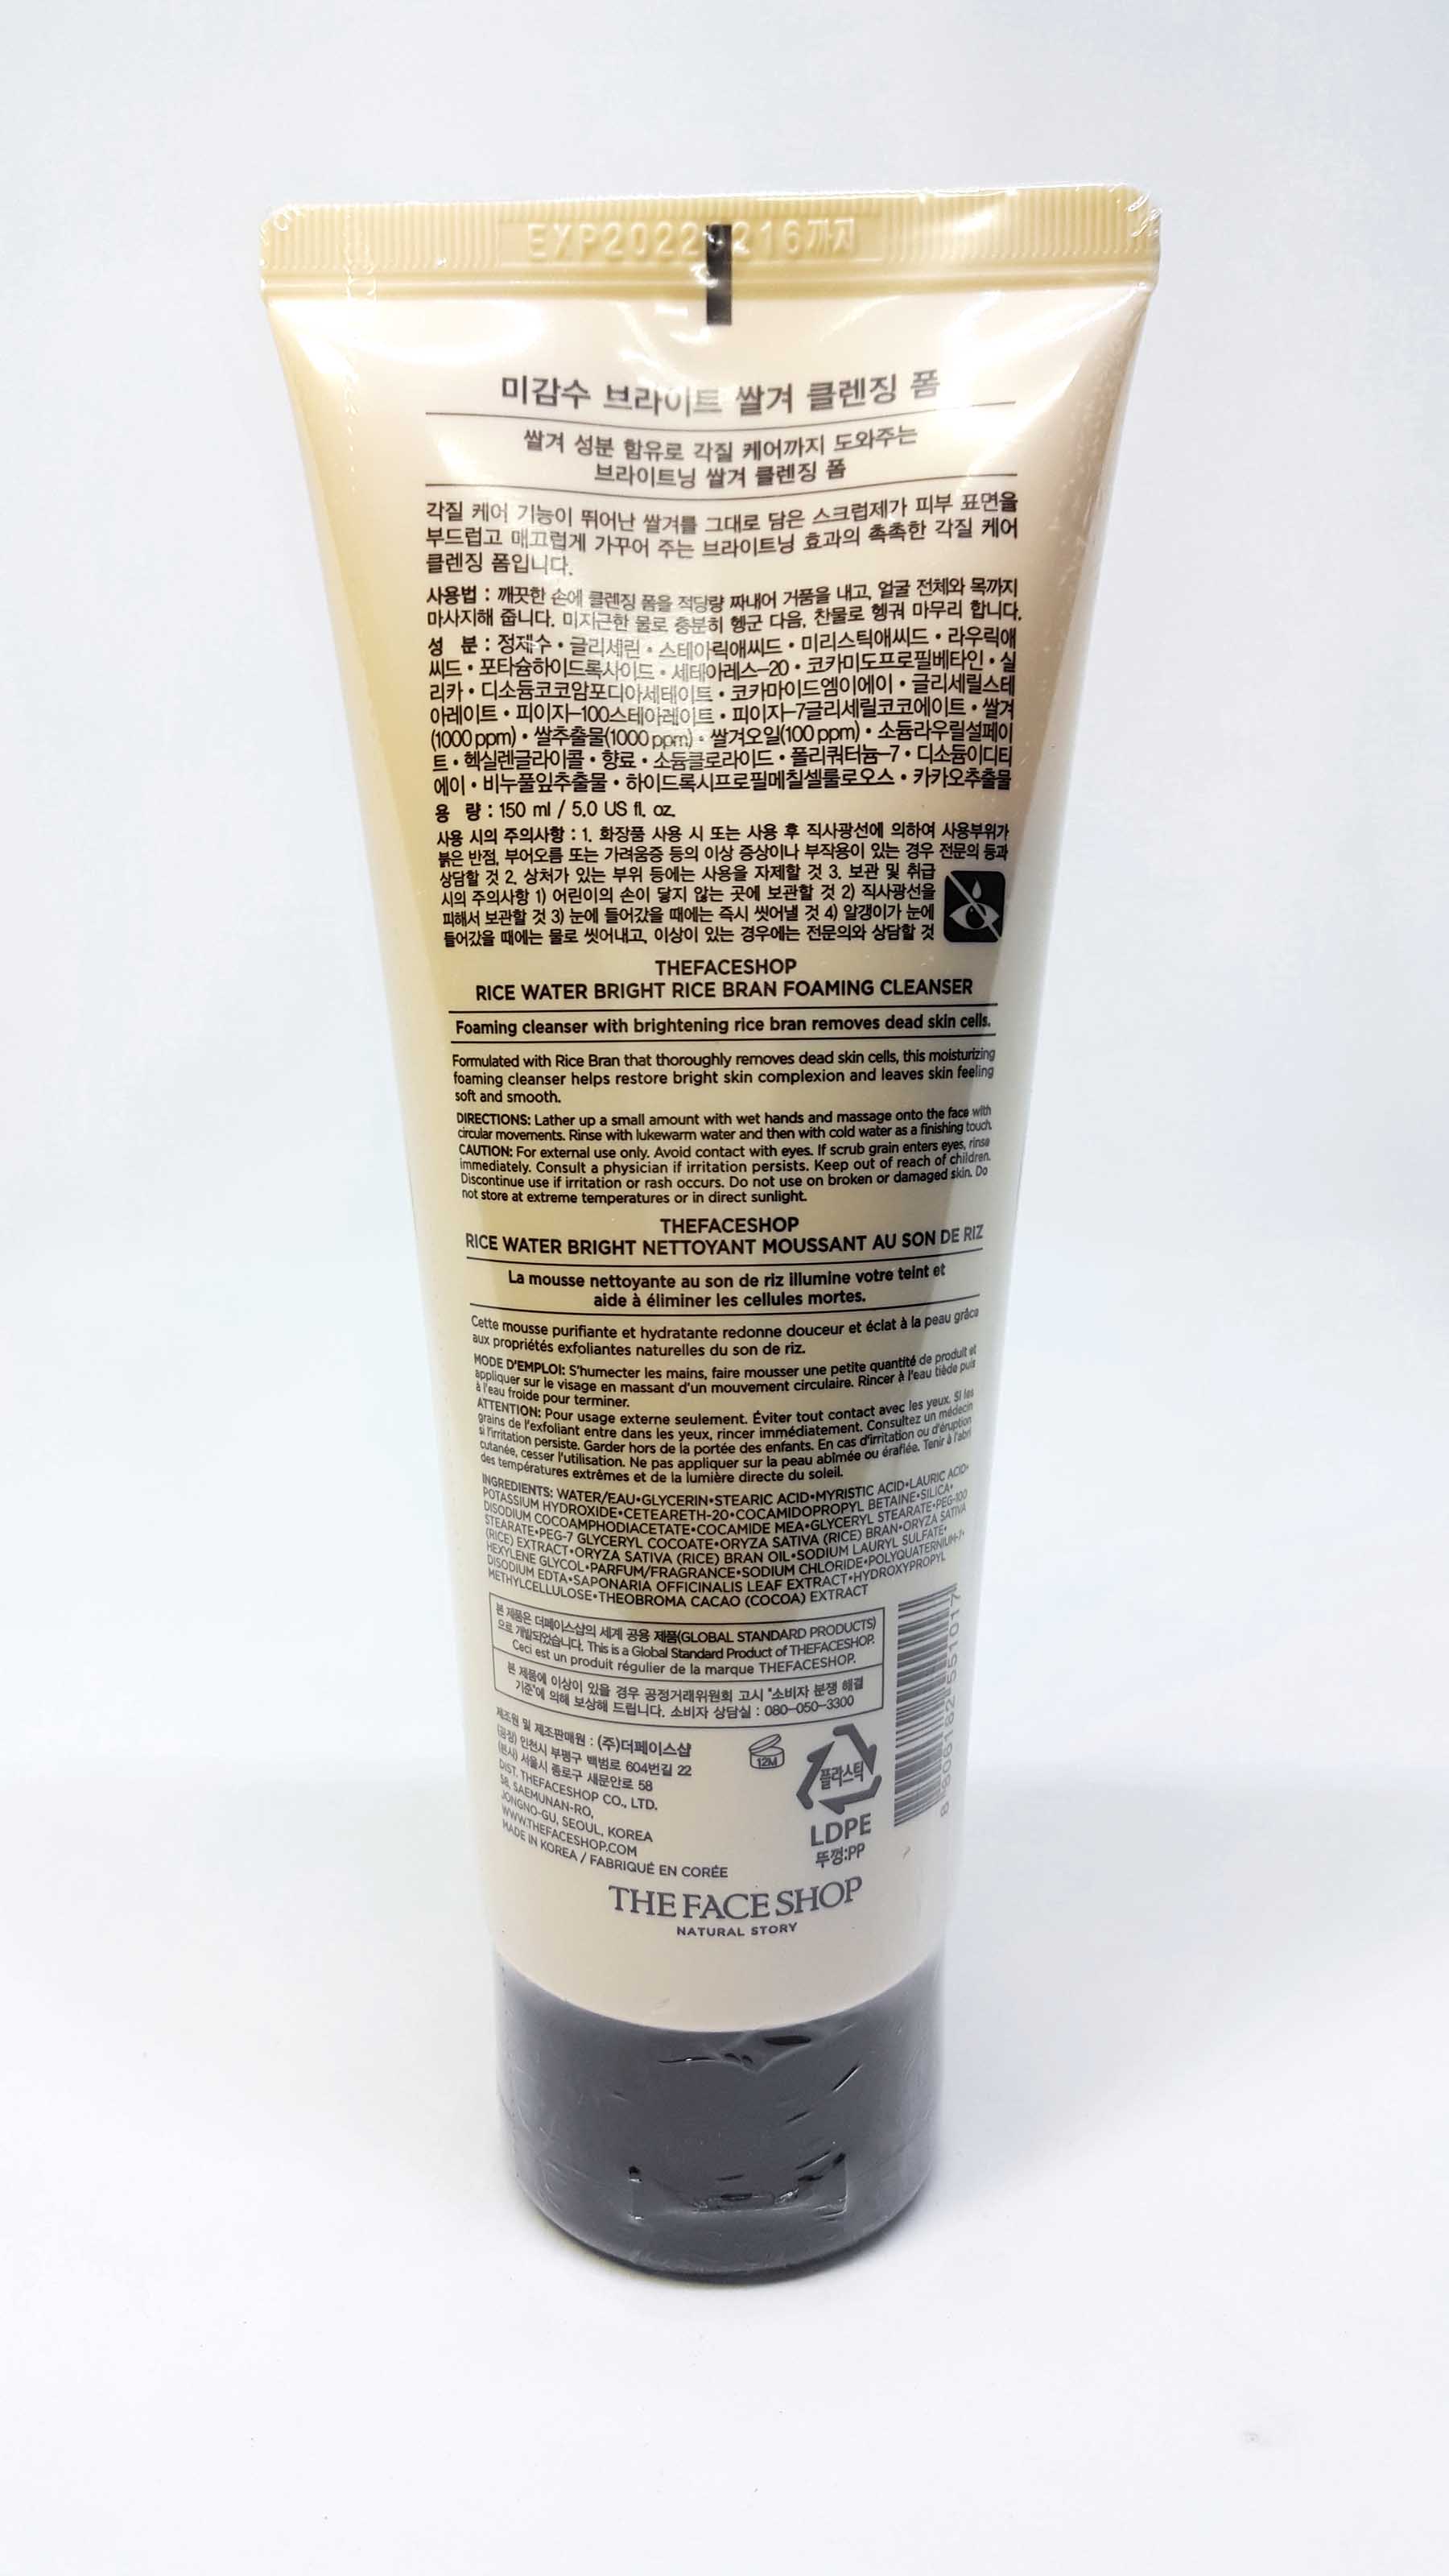 미감수 브라이트 쌀겨 클렌징 폼
쌀겨 성분 함유로 각질 케어까지 도와주는
브라이트닝 쌀겨 클렌징 폼
각질 케어 기능이 뛰어난 쌀겨를 그대로 담은 스크럽제가 피부 표면을
부드럽고 매끄럽게 가꾸어 주는 브라이트닝 효과의 촉촉한 각질 케어
클렌징 폼입니다.
사용법 : 깨끗한 손에 클렌징 폼을 적당량 짜내어 거품을 내고, 얼굴 전체와 목까지
마사지해 줍니다. 미지근한 물로 충분히 헹군 다음, 찬물로 헹궈 마무리 합니다.
성 분 : 정제수 • 글리세린 • 스테아릭애씨드 • 미리스틱애씨드 • 라우릭애
씨드 • 포타슘하이드록사이드 • 세테아레스-20 • 코카미도프로필베타인 • 실
리카 • 디소듐코코암포디아세테이트 • 코카마이드엠이에이 • 글리세릴스테
아레이트 • 피이지-100스테아레이트 • 피이지-7글리세릴코코에이트 • 쌀겨
(1000 ppm) • 쌀추출물(1000 ppm) • 쌀겨오일(100 ppm) • 소듐라우릴설페이
트 • 헥실렌글라이콜 • 향료 • 소듐클로라이드 • 폴리쿼터늄-7 • 디소듐이디티
에이 • 비누풀잎추출물 • 하이드록시프로필메칠셀룰로오스 • 카카오추출물
용 량 : 150 ml / 5.0 US fl. oz.
사용 시의 주의사항 : 1. 화장품 사용 시 또는 사용 후 직사광선에 의하여 사용부위가
붉은 반점, 부어오름 또는 가려움증 등의 이상 증상이나 부작용이 있는 경우 전문의 등과
상담할 것 2. 상처가 있는 부위 등에는 사용을 자제할 것 3. 보관 및 취급
시의 주의사항 1) 어린이의 손이 닿지 않는 곳에 보관할 것 2) 직사광선을
피해서 보관할 것 3) 눈에 들어갔을 때에는 즉시 씻어낼 것 4) 알갱이가 눈에
들어갔을 때에는 물로 씻어내고, 이상이 있는 경우에는 전문의와 상담할 것
THEFACESHOP
RICE WATER BRIGHT RICE BRAN FOAMING CLEANSER
Foaming cleanser with brightening rice bran removes dead skin cells.
Formulated with Rice Bran that thoroughly removes dead skin cells, this moisturizing
foaming cleanser helps restore bright skin complexion and leaves skin feeling
soft and smooth.
DIRECTIONS: Lather up a small amount with wet hands and massage onto the face with
circular movements. Rinse with lukewarm water and then with cold water as a finishing touch.
CAUTION: For external use only. Avoid contact with eyes. If scrub grain enters eyes, rinse
immediately. Consult a physician if irritation persists. Keep out of reach of children.
Discontinue use if irritation or rash occurs. Do not use on broken or damaged skin. Do
not store at extreme temperatures or in direct sunlight.
THEFACESHOP
RICE WATER BRIGHT NETTOYANT MOUSSANT AU SON DE RIZ
La mousse nettoyante au son de riz illumine votre teint et
aide à éliminer les cellules mortes.
Cette mousse purifiante et hydratante redonne douceur et éclat à la peau grâce
aux propriétés exfoliantes naturelles du son de riz.
MODE D'EMPLOI: S'humecter les mains, faire mousser une petite quantité de produit et
appliquer sur le visage en massant d'un mouvement circulaire. Rincer à l'eau tiède puis
à l'eau froide pour terminer.
ATTENTION: Pour usage externe seulement. Éviter tout contact avec les yeux. Si les
grains de l'exfoliant entre dans les yeux, rincer immédiatement. Consultez un médecin
si l'irritation persiste. Garder hors de la portée des enfants. En cas d'irritation ou d'éruption
cutanée, cesser l'utilisation. Ne pas appliquer sur la peau abîmée ou éraflée. Tenir à l'abri
des températures extrêmes et de la lumière directe du soleil.
INGREDIENTS: WATER/EAU•GLYCERIN•STEARIC ACID•MYRISTIC ACID•LAURIC ACID•
POTASSIUM HYDROXIDE•CETEARETH-20•COCAMIDOPROPYL BETAINE•SILICA•
DISODIUM COCOAMPHODIACETATE•COCAMIDE MEA•GLYCERYL STEARATE•PEG-100
STEARATE•PEG-7 GLYCERYL COCOATE•ORYZA SATIVA (RICE) BRAN•ORYZA SATIVA
(RICE) EXTRACT•ORYZA SATIVA (RICE) BRAN OIL•SODIUM LAURYL SULFATE•
HEXYLENE GLYCOL•PARFUM/FRAGRANCE•SODIUM CHLORIDE•POLYQUATERNIUM-7•
DISODIUM EDTA•SAPONARIA OFFICINALIS LEAF EXTRACT•HYDROXYPROPYL
METHYLCELLULOSE•THEOBROMA CACAO (COCOA) EXTRACT
본 제품은 더페이스샵의 세계 공용 제품(GLOBAL STANDARD PRODUCTS)
으로 개발되었습니다. This is a Global Standard Product of THEFACESHOP.
Ceci est un produit régulier de la marque THEFACESHOP.
본 제품에 이상이 있을 경우 공정거래위원회 고시 "소비자 분쟁 해결
기준"에 의해 보상해 드립니다. 소비자 상담실 : 080-050-3300
제조원 및 제조판매원 : (주)더페이스샵
(공장) 인천시 부평구 백범로 604번길 22
(본사) 서울시 종로구 새문안로 58
DIST. THEFACESHOP CO., LTD.
58, SAEMUNAN-RO,
JONGNO-GU, SEOUL, KOREA
WWW.THEFACESHOP.COM
MADE IN KOREA / FABRIQUÉ EN CORÉE
12M
플라스틱
LDPE
뚜껑:PP
THE FACE SHOP
NATURAL STORY